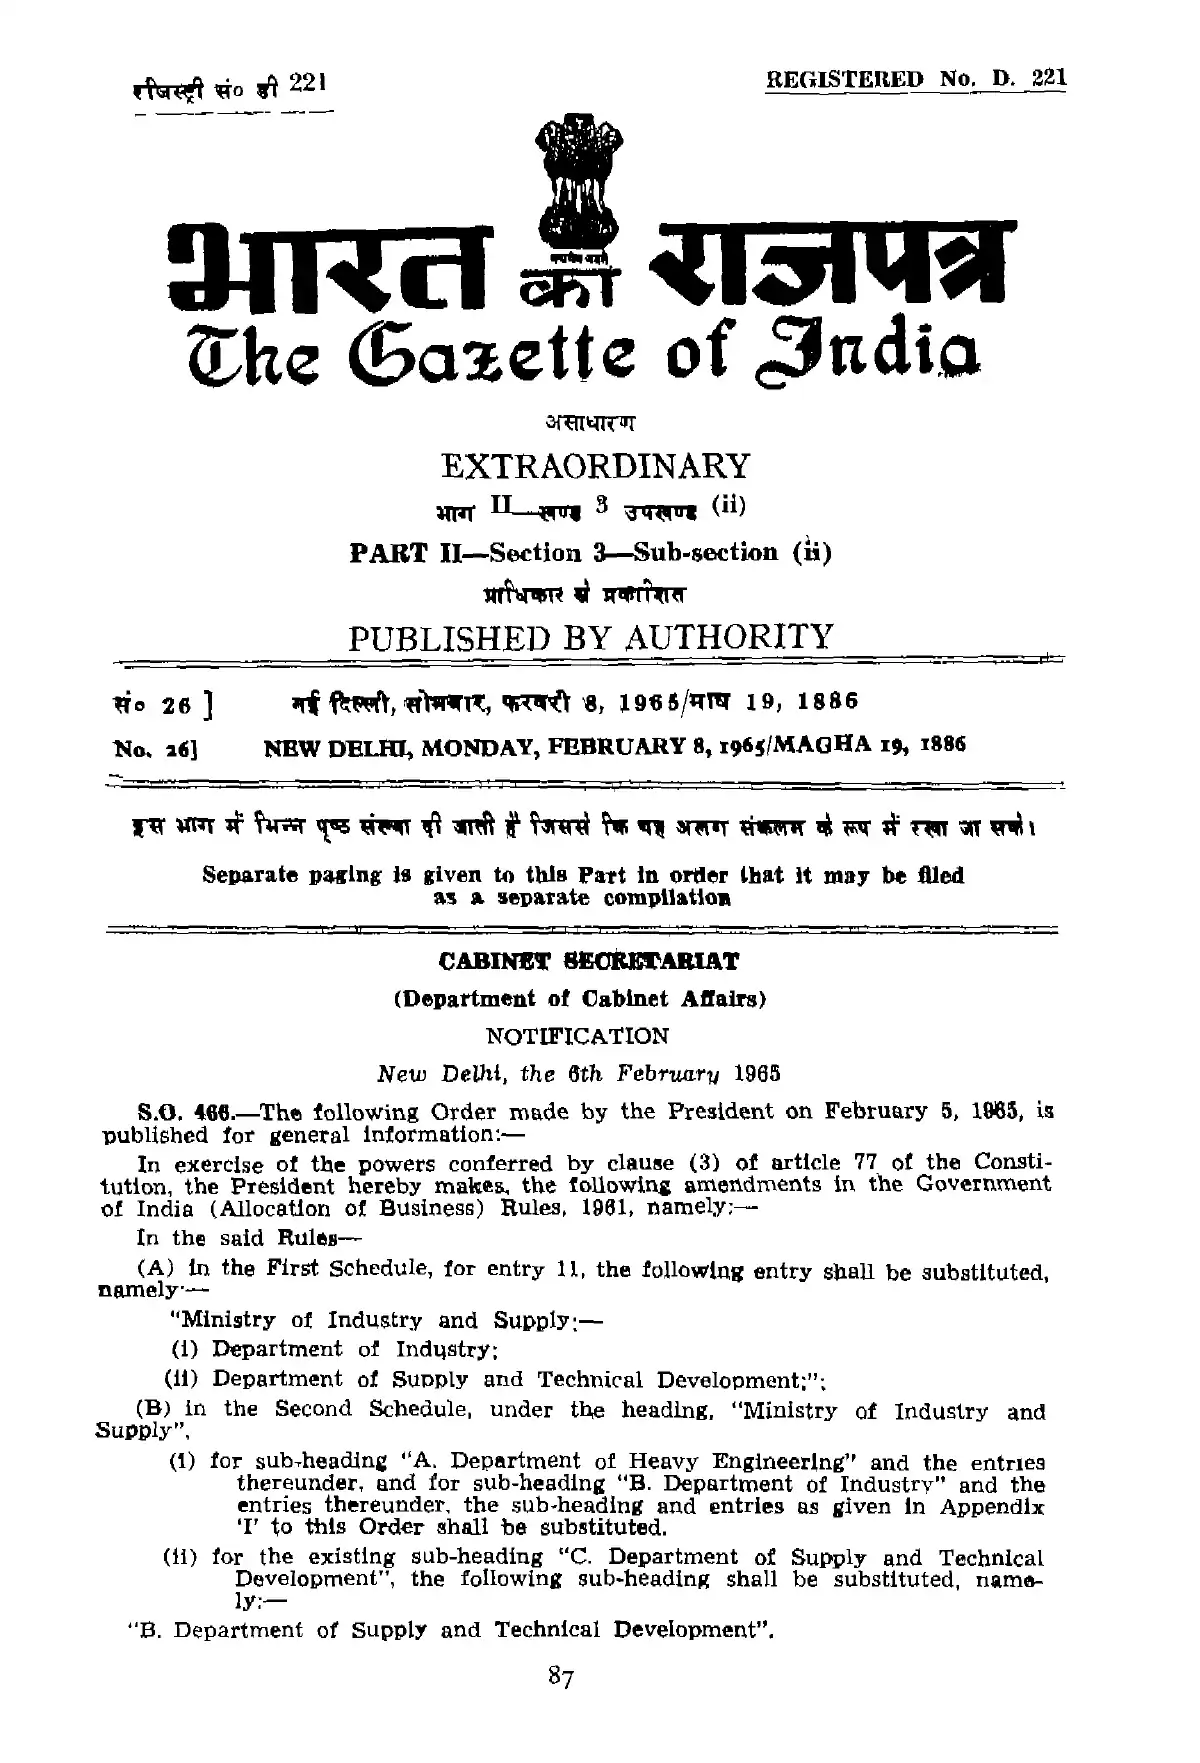 रजिस्ट्री सं० डी 221
REGISTERED No. D. 221
भारत का राजपत्र
The Gazette of India
असाधारण
EXTRAORDINARY
भाग II—खण्ड 3 उपखण्ड (ii)
PART II—Section 3—Sub-section (ii)
प्राधिकार से प्रकाशित
PUBLISHED BY AUTHORITY
सं० 26 ] नई दिल्ली, सोमवार, फरवरी 8, 1965/माघ 19, 1886
No. 26] NEW DELHI, MONDAY, FEBRUARY 8, 1965/MAGHA 19, 1886
इस भाग में भिन्न पृष्ठ संख्या दी जाती है जिससे कि यह अलग संकलन के रूप में रखा जा सके।
Separate paging is given to this Part in order that it may be filed
as a separate compilation
CABINET SECRETARIAT
(Department of Cabinet Affairs)
NOTIFICATION
New Delhi, the 6th February 1965
S.O. 466.—The following Order made by the President on February 5, 1965, is
published for general information:—
In exercise of the powers conferred by clause (3) of article 77 of the Consti-
tution, the President hereby makes, the following amendments in the Government
of India (Allocation of Business) Rules, 1961, namely:—
In the said Rules—
(A) in the First Schedule, for entry 11, the following entry shall be substituted,
namely:—
"Ministry of Industry and Supply:—
(i) Department of Industry;
(ii) Department of Supply and Technical Development;";
(B) in the Second Schedule, under the heading, "Ministry of Industry and
Supply",
(i) for sub-heading "A. Department of Heavy Engineering" and the entries
thereunder, and for sub-heading "B. Department of Industry" and the
entries thereunder, the sub-heading and entries as given in Appendix
'I' to this Order shall be substituted.
(ii) for the existing sub-heading "C. Department of Supply and Technical
Development", the following sub-heading shall be substituted, name-
ly:—
"B. Department of Supply and Technical Development".
87